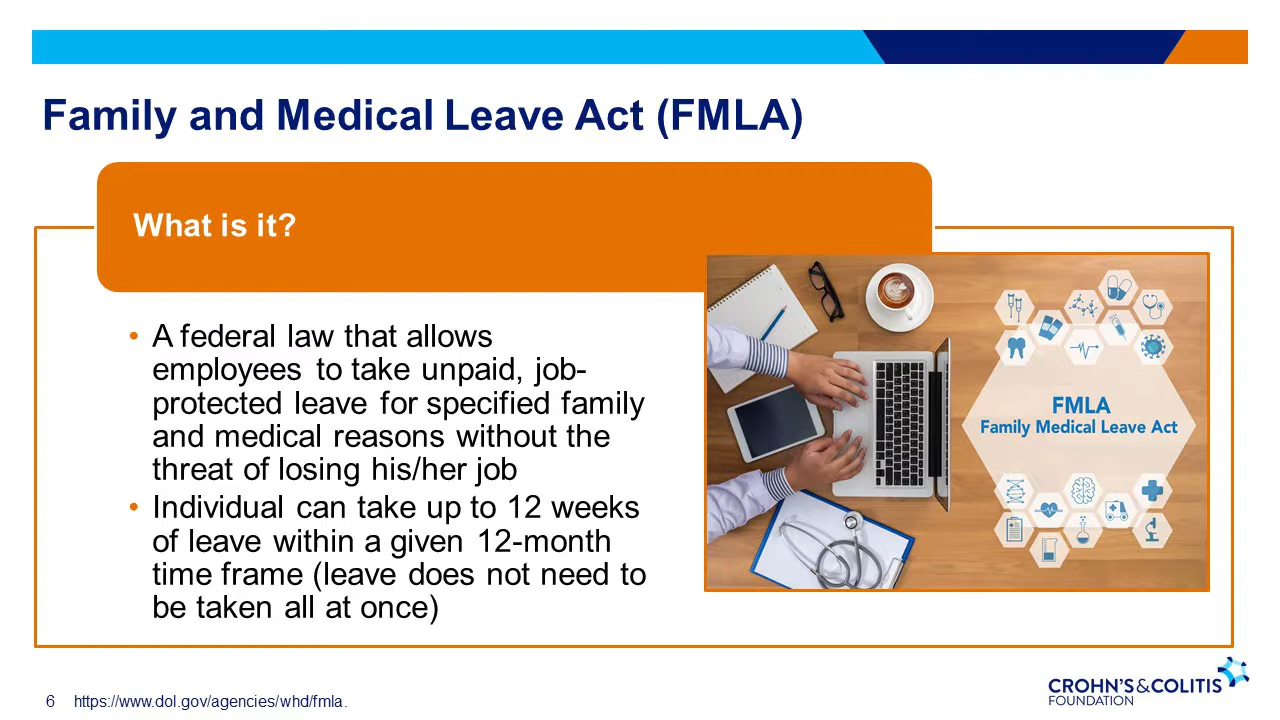 Family and Medical Leave Act (FMLA)
What is it?
• A federal law that allows
employees to take unpaid, job-
protected leave for specified family
and medical reasons without the
threat of losing his/her job
• Individual can take up to 12 weeks
of leave within a given 12-month
time frame (leave does not need to
be taken all at once)
FMLA
Family Medical Leave Act
6 https://www.dol.gov/agencies/whd/fmla.
CROHN'S&COLITIS
FOUNDATION